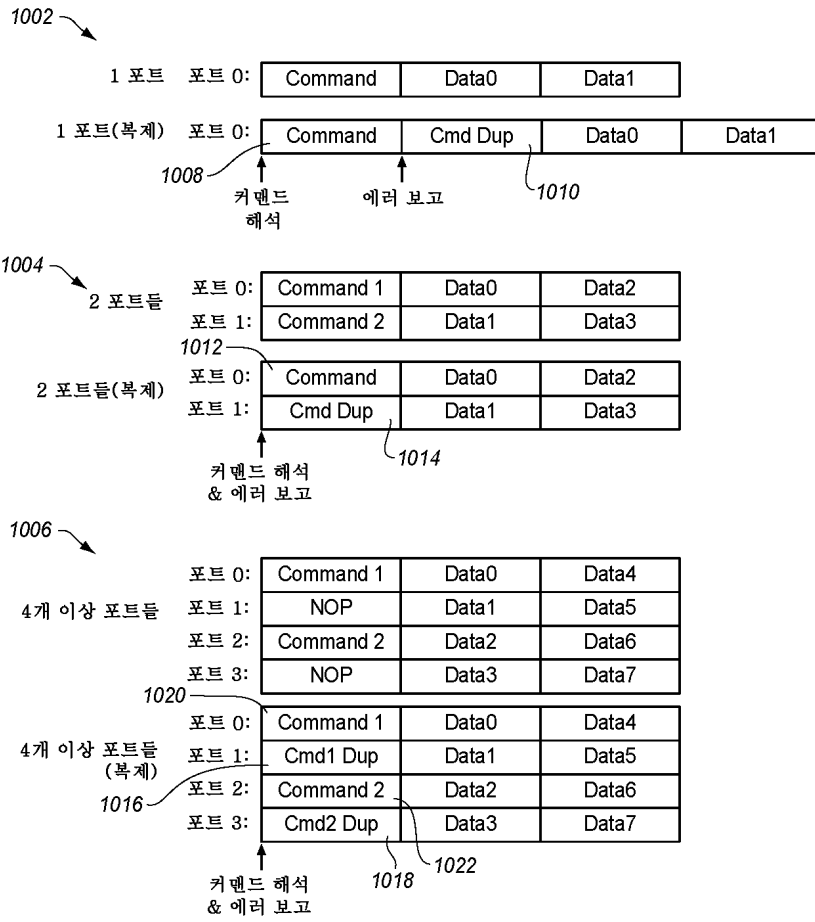 1002
1 포트 포트 0: Command Data0 Data1
1 포트(복제) 포트 0: Command Cmd Dup Data0 Data1
1008
1010
커맨드
해석
에러 보고
1004
2 포트들
포트 0: Command 1 Data0 Data2
포트 1: Command 2 Data1 Data3
1012
2 포트들(복제)
포트 0: Command Data0 Data2
포트 1: Cmd Dup Data1 Data3
1014
커맨드 해석
& 에러 보고
1006
4개 이상 포트들
포트 0: Command 1 Data0 Data4
포트 1: NOP Data1 Data5
포트 2: Command 2 Data2 Data6
포트 3: NOP Data3 Data7
1020
4개 이상 포트들
(복제)
포트 0: Command 1 Data0 Data4
포트 1: Cmd1 Dup Data1 Data5
1016
포트 2: Command 2 Data2 Data6
포트 3: Cmd2 Dup Data3 Data7
1018
1022
커맨드 해석
& 에러 보고